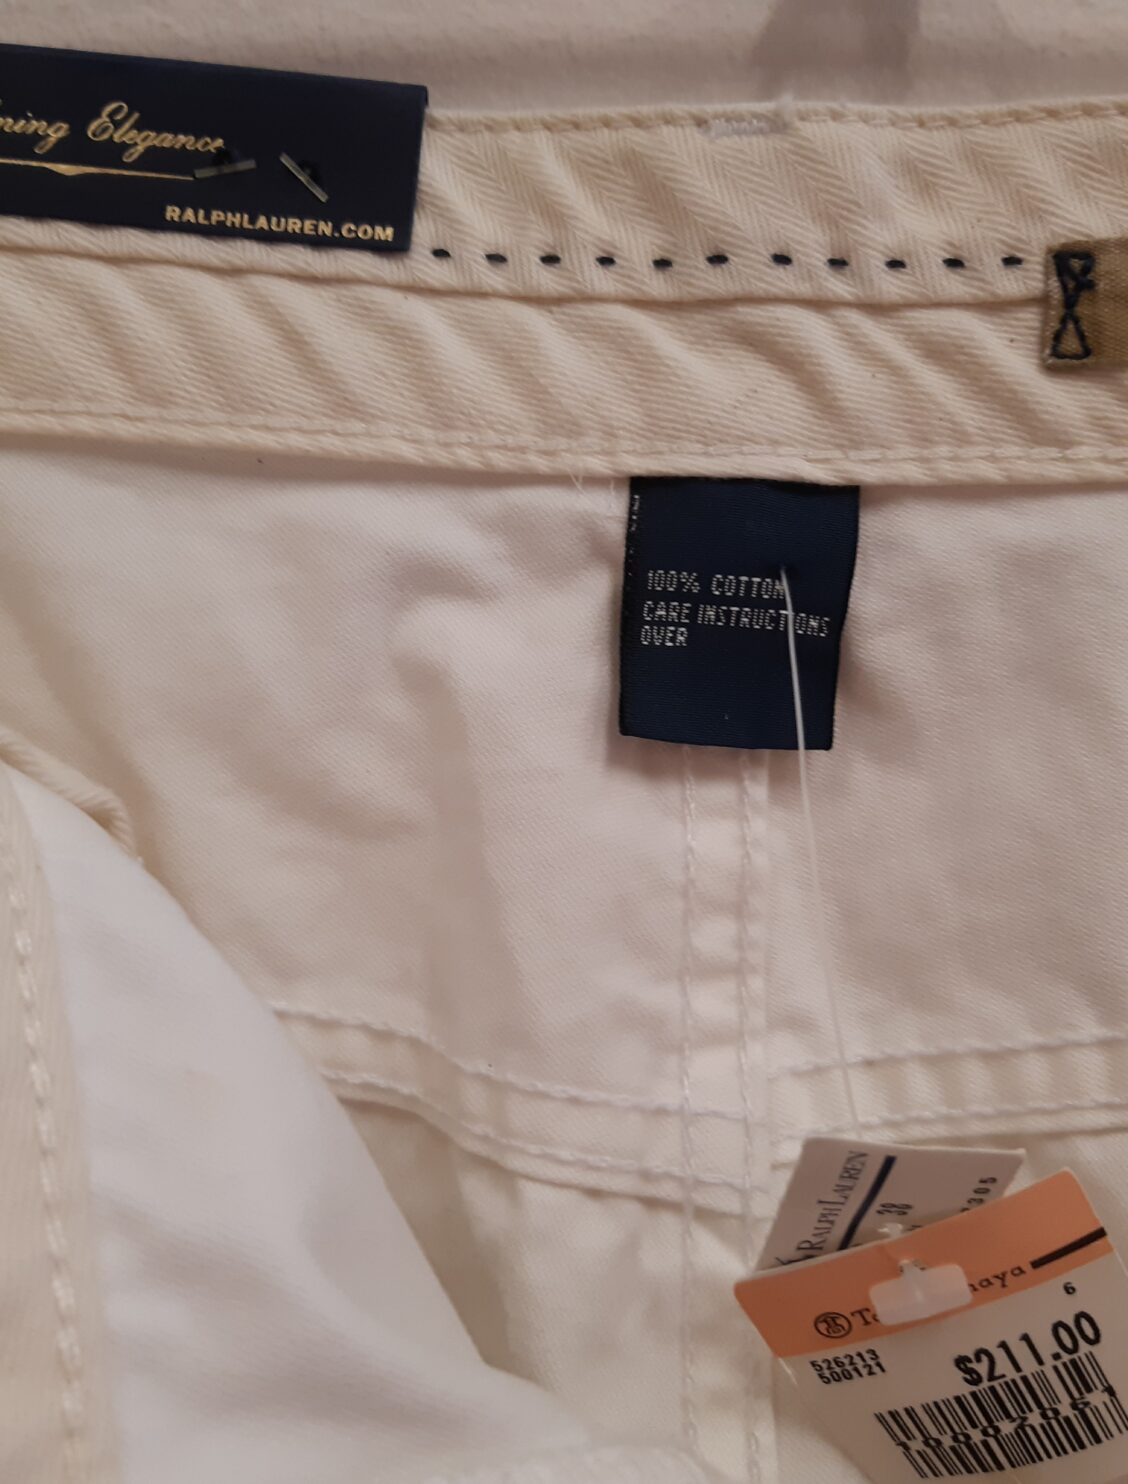 Elegance
RALPHLAUREN.COM
100% COTTON
CARE INSTRUCTIONS
OVER
RALPH LAUREN
38
6
$211.00
526213
500121